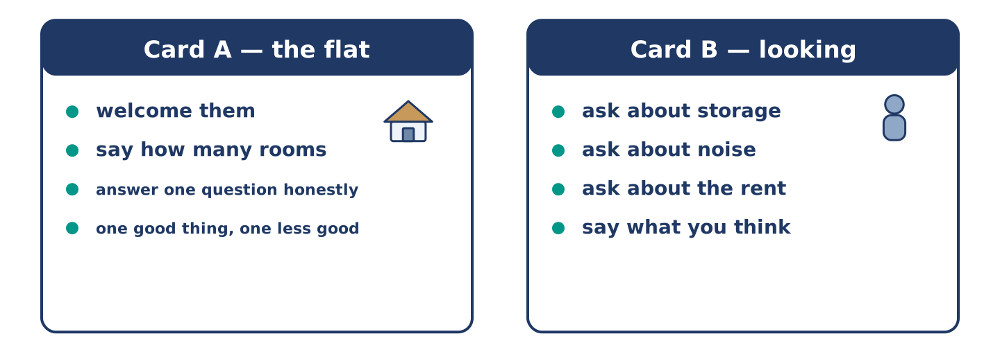 Card A — the flat
welcome them
say how many rooms
answer one question honestly
one good thing, one less good
Card B — looking
ask about storage
ask about noise
ask about the rent
say what you think